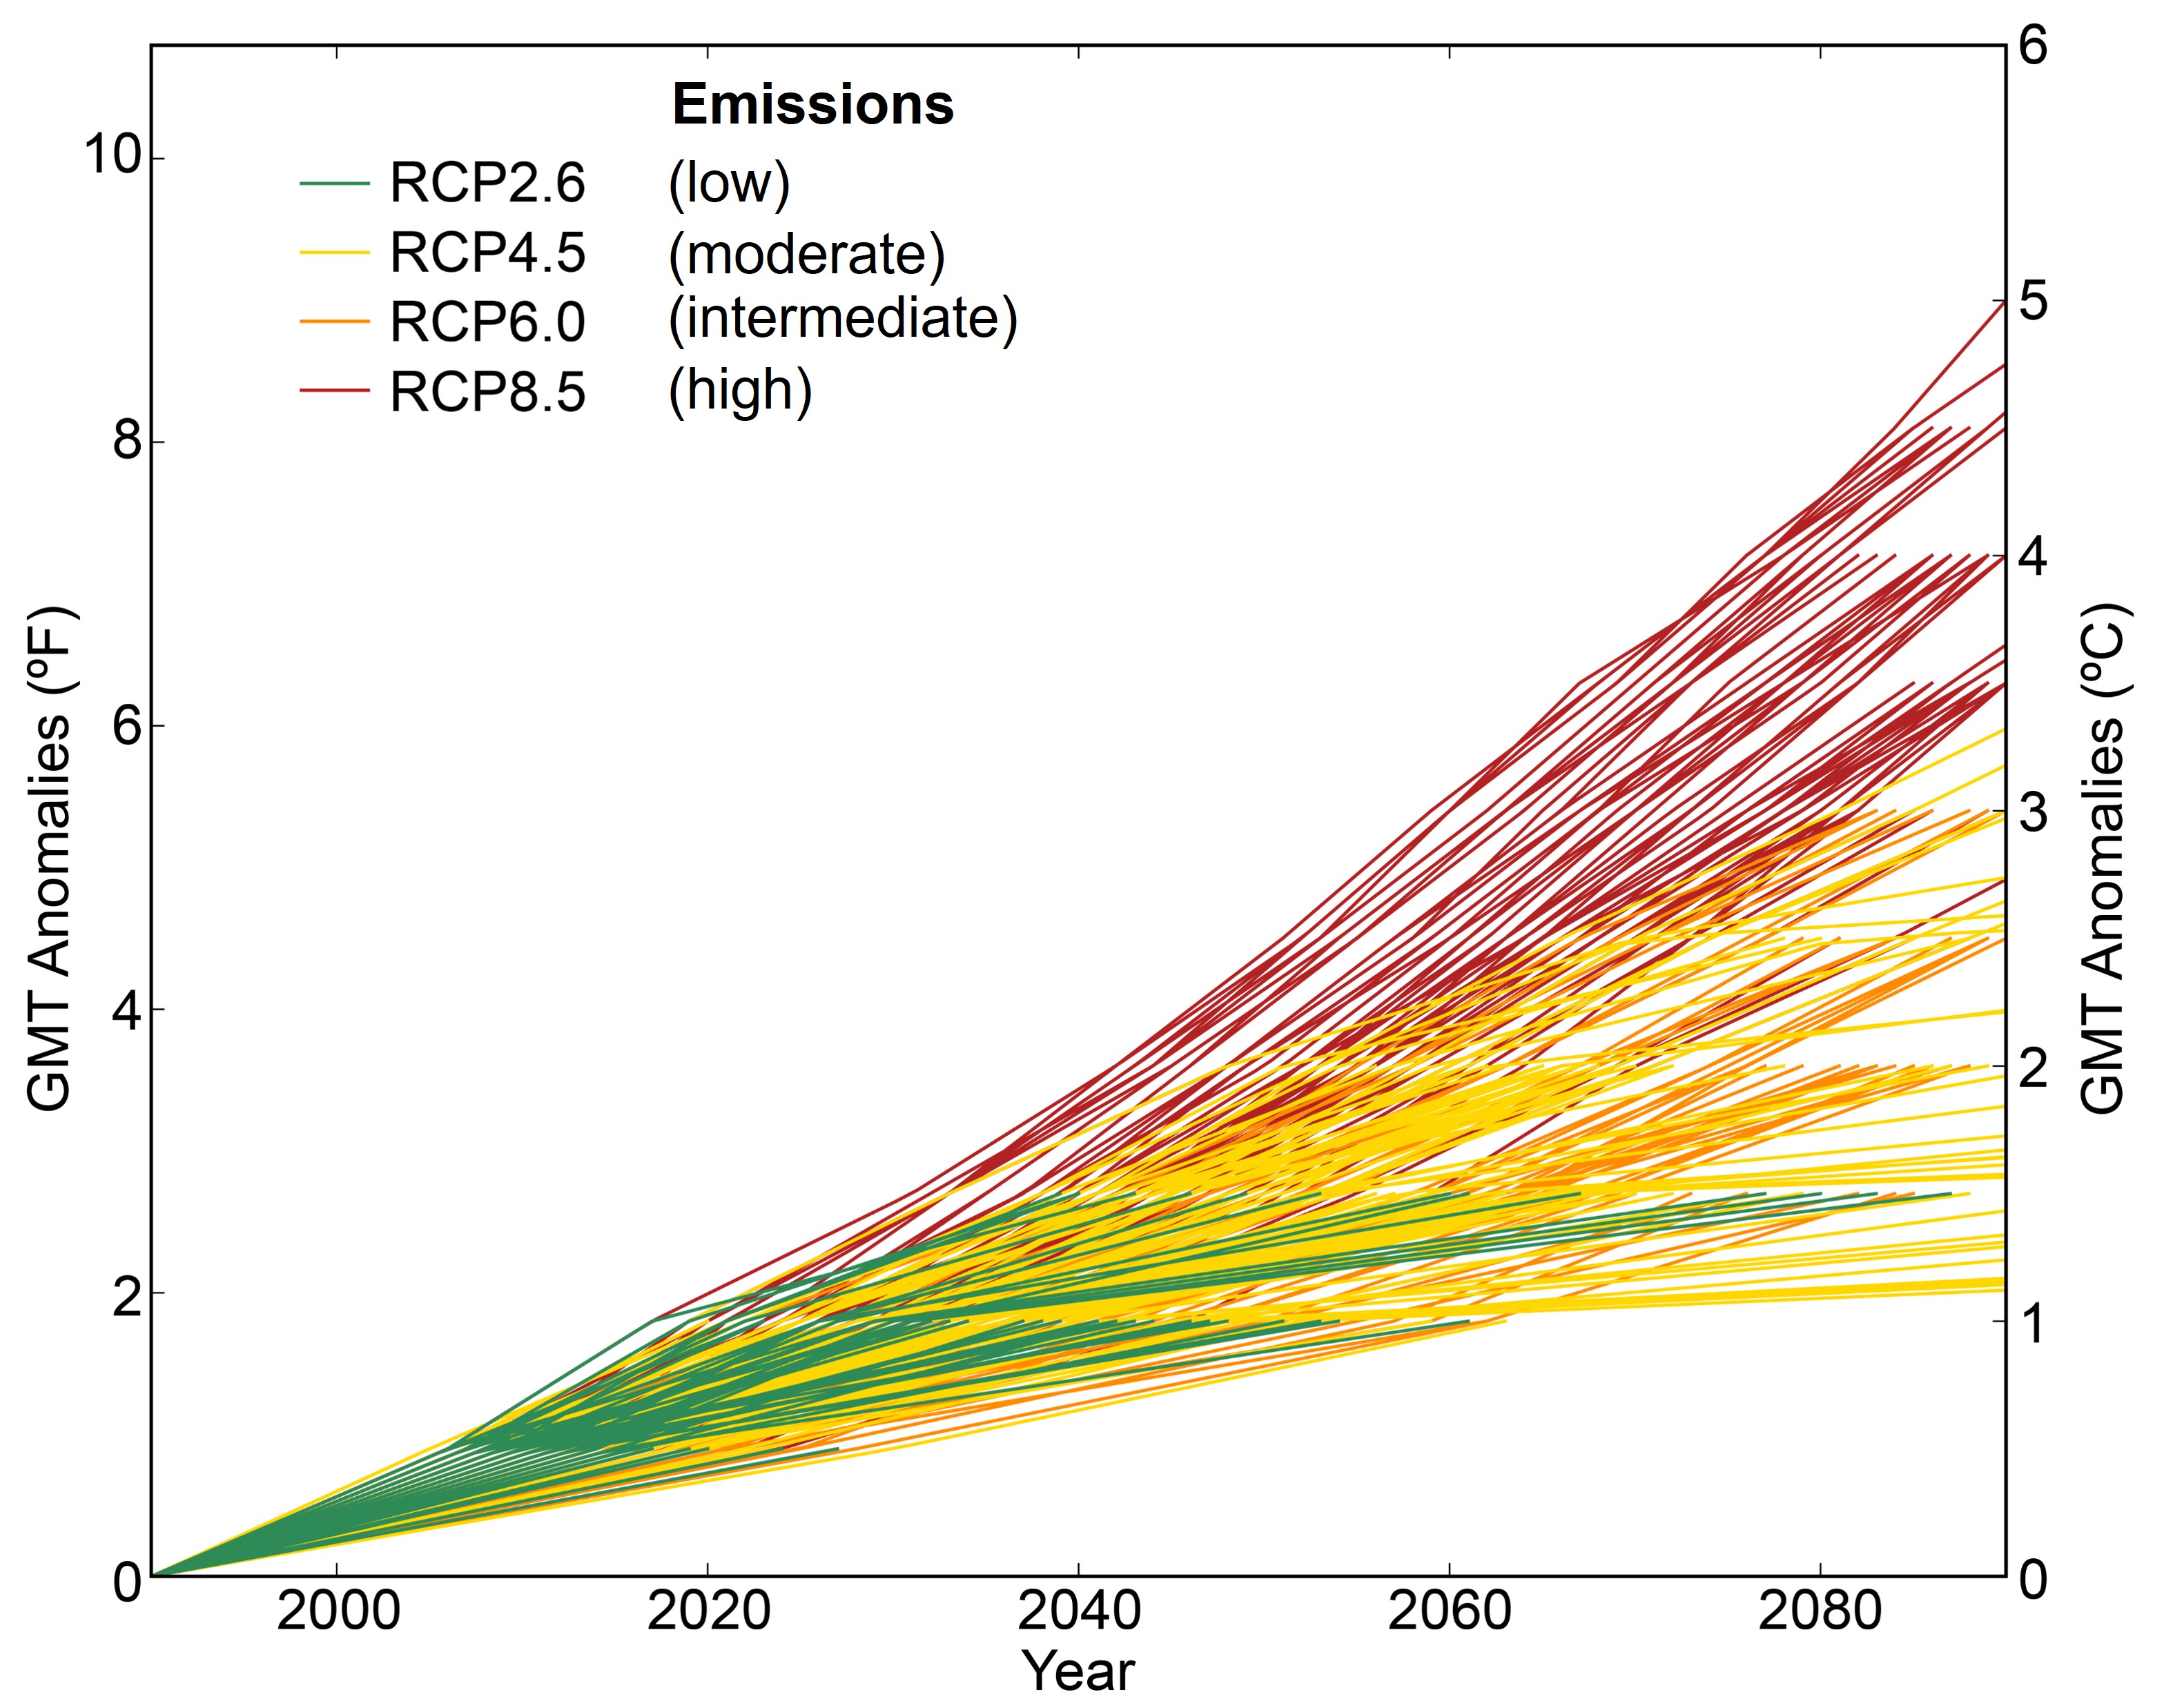 Emissions
RCP2.6 (low)
RCP4.5 (moderate)
RCP6.0 (intermediate)
RCP8.5 (high)
GMT Anomalies (ºF)
10
8
6
4
2
0
GMT Anomalies (ºC)
6
5
4
3
2
1
0
2000 2020 2040 2060 2080
Year